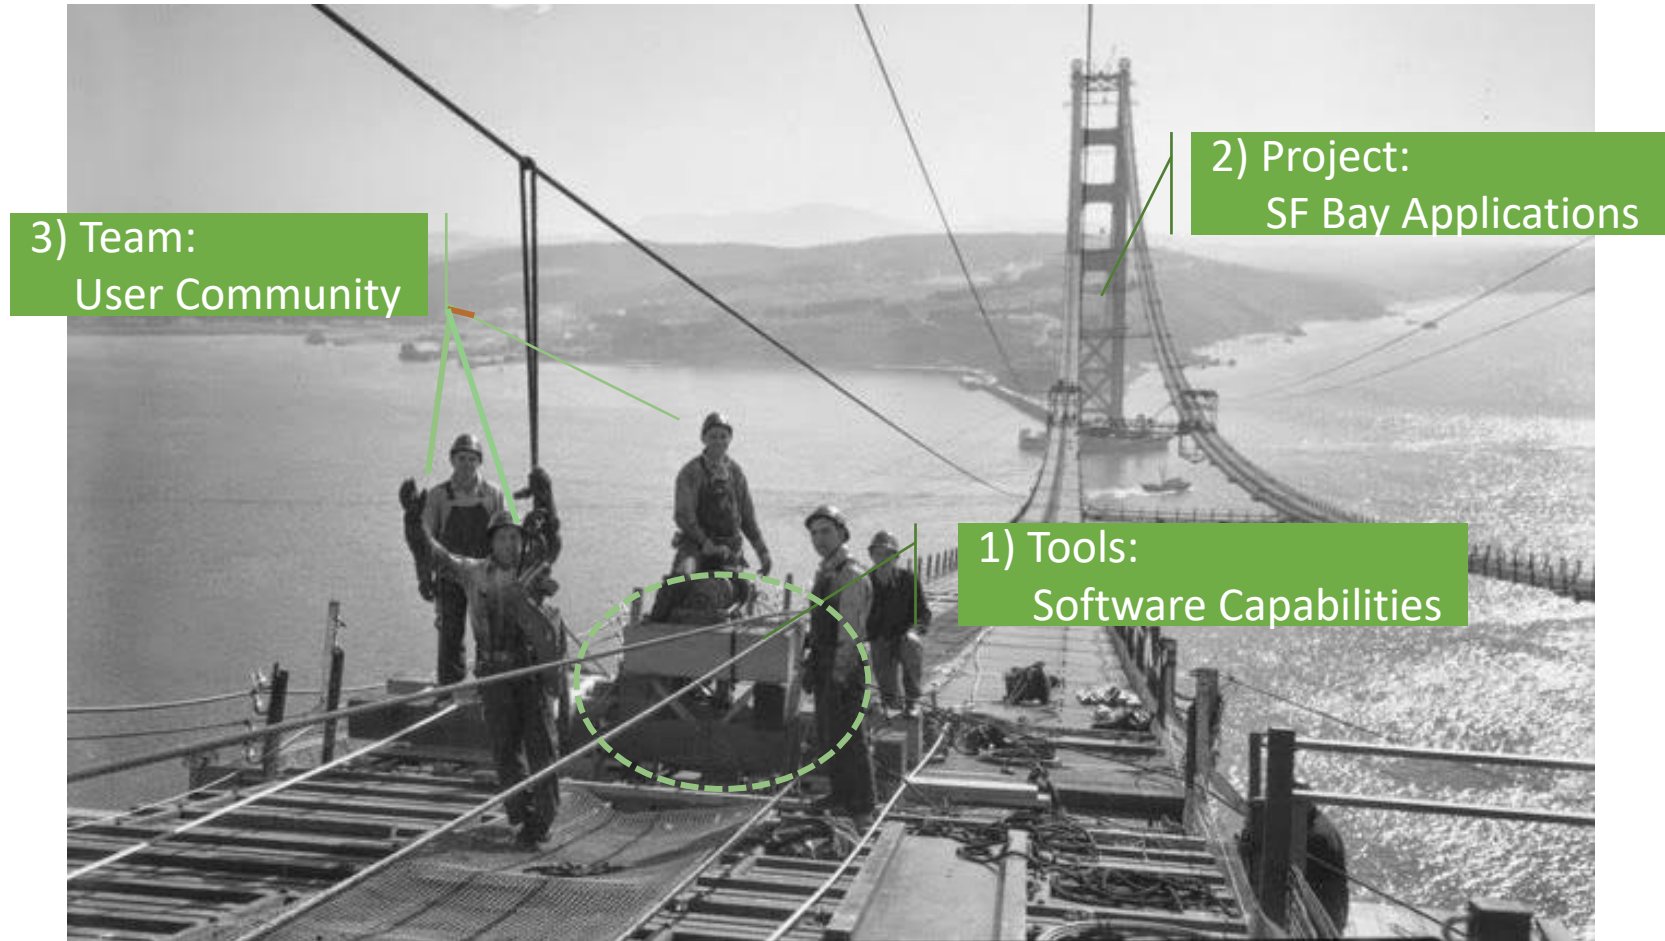 2) Project:
SF Bay Applications
3) Team:
User Community
1) Tools:
Software Capabilities